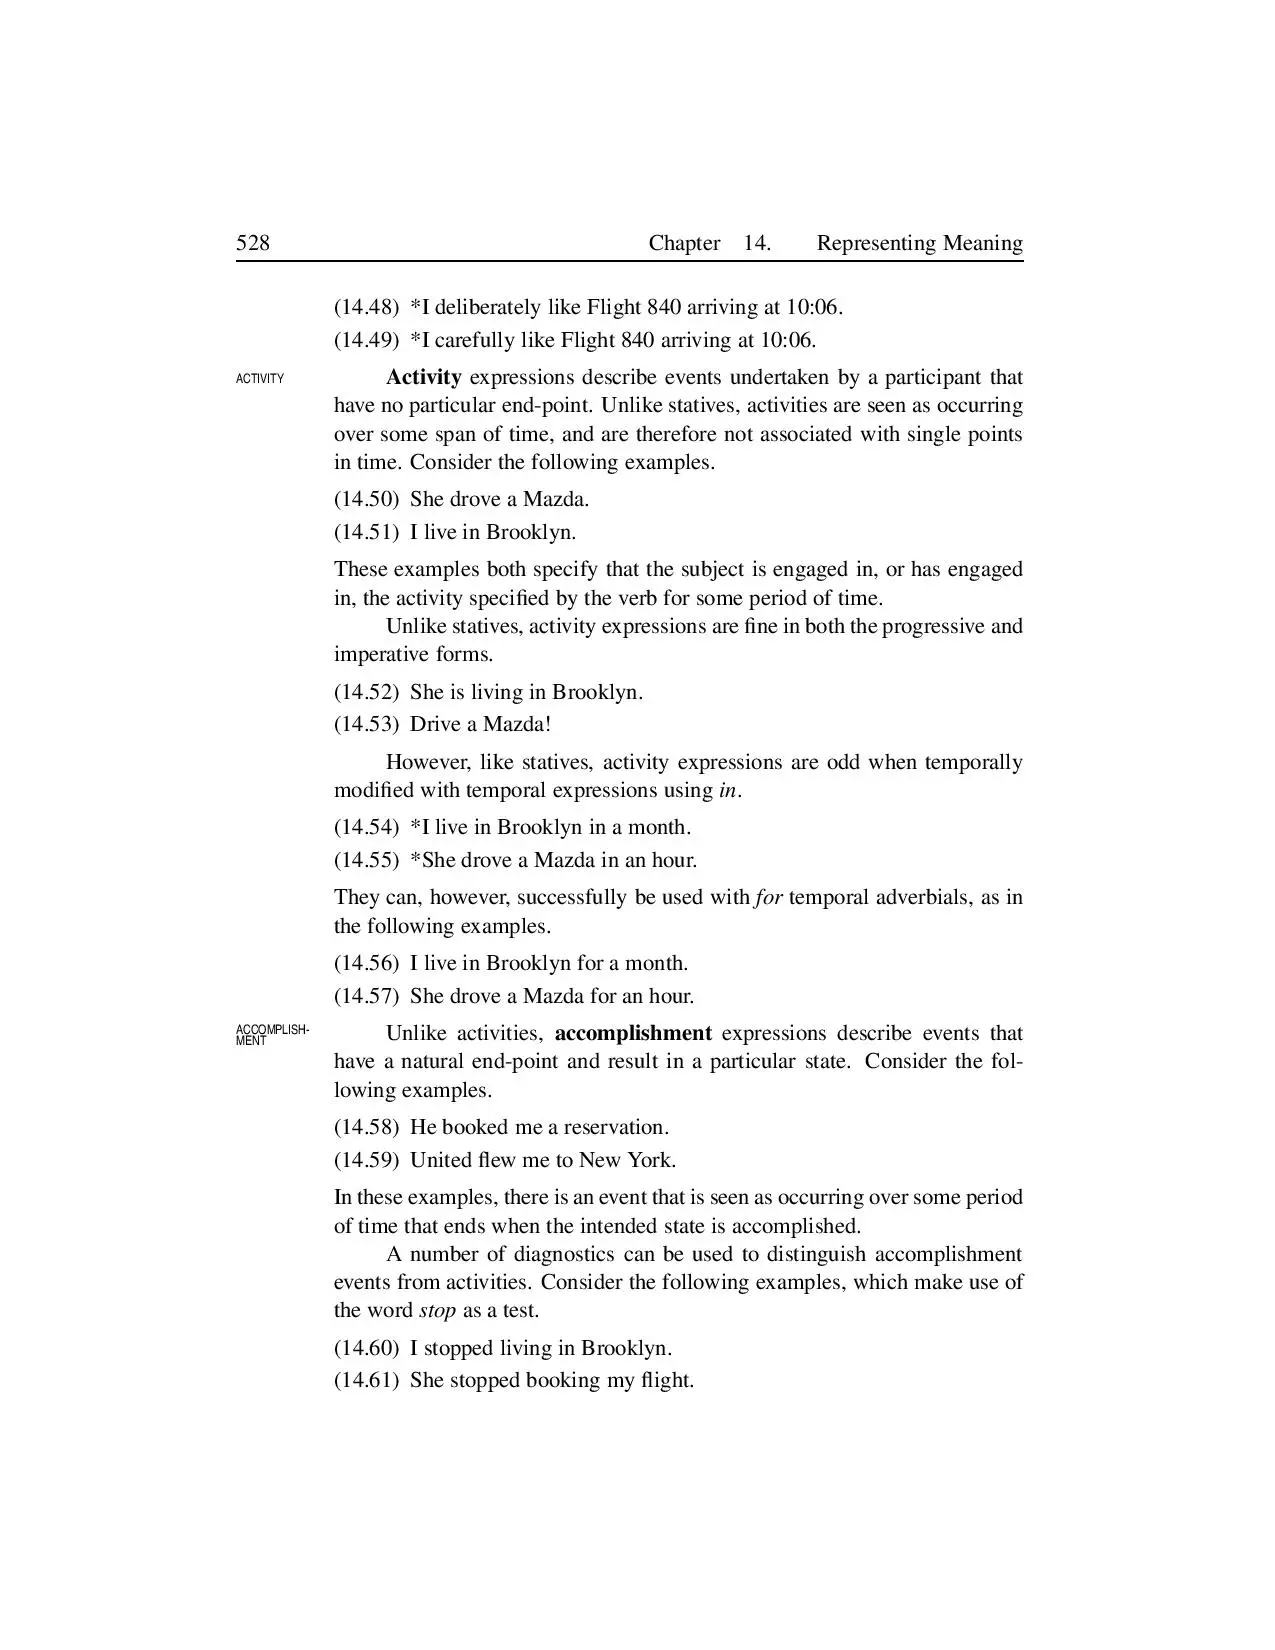 528 Chapter 14. Representing Meaning
(14.48) *I deliberately like Flight 840 arriving at 10:06.
(14.49) *I carefully like Flight 840 arriving at 10:06.
ACTIVITY
Activity expressions describe events undertaken by a participant that
have no particular end-point. Unlike statives, activities are seen as occurring
over some span of time, and are therefore not associated with single points
in time. Consider the following examples.
(14.50) She drove a Mazda.
(14.51) I live in Brooklyn.
These examples both specify that the subject is engaged in, or has engaged
in, the activity specified by the verb for some period of time.
Unlike statives, activity expressions are fine in both the progressive and
imperative forms.
(14.52) She is living in Brooklyn.
(14.53) Drive a Mazda!
However, like statives, activity expressions are odd when temporally
modified with temporal expressions using in.
(14.54) *I live in Brooklyn in a month.
(14.55) *She drove a Mazda in an hour.
They can, however, successfully be used with for temporal adverbials, as in
the following examples.
(14.56) I live in Brooklyn for a month.
(14.57) She drove a Mazda for an hour.
ACCOMPLISH-
MENT
Unlike activities, accomplishment expressions describe events that
have a natural end-point and result in a particular state. Consider the fol-
lowing examples.
(14.58) He booked me a reservation.
(14.59) United flew me to New York.
In these examples, there is an event that is seen as occurring over some period
of time that ends when the intended state is accomplished.
A number of diagnostics can be used to distinguish accomplishment
events from activities. Consider the following examples, which make use of
the word stop as a test.
(14.60) I stopped living in Brooklyn.
(14.61) She stopped booking my flight.